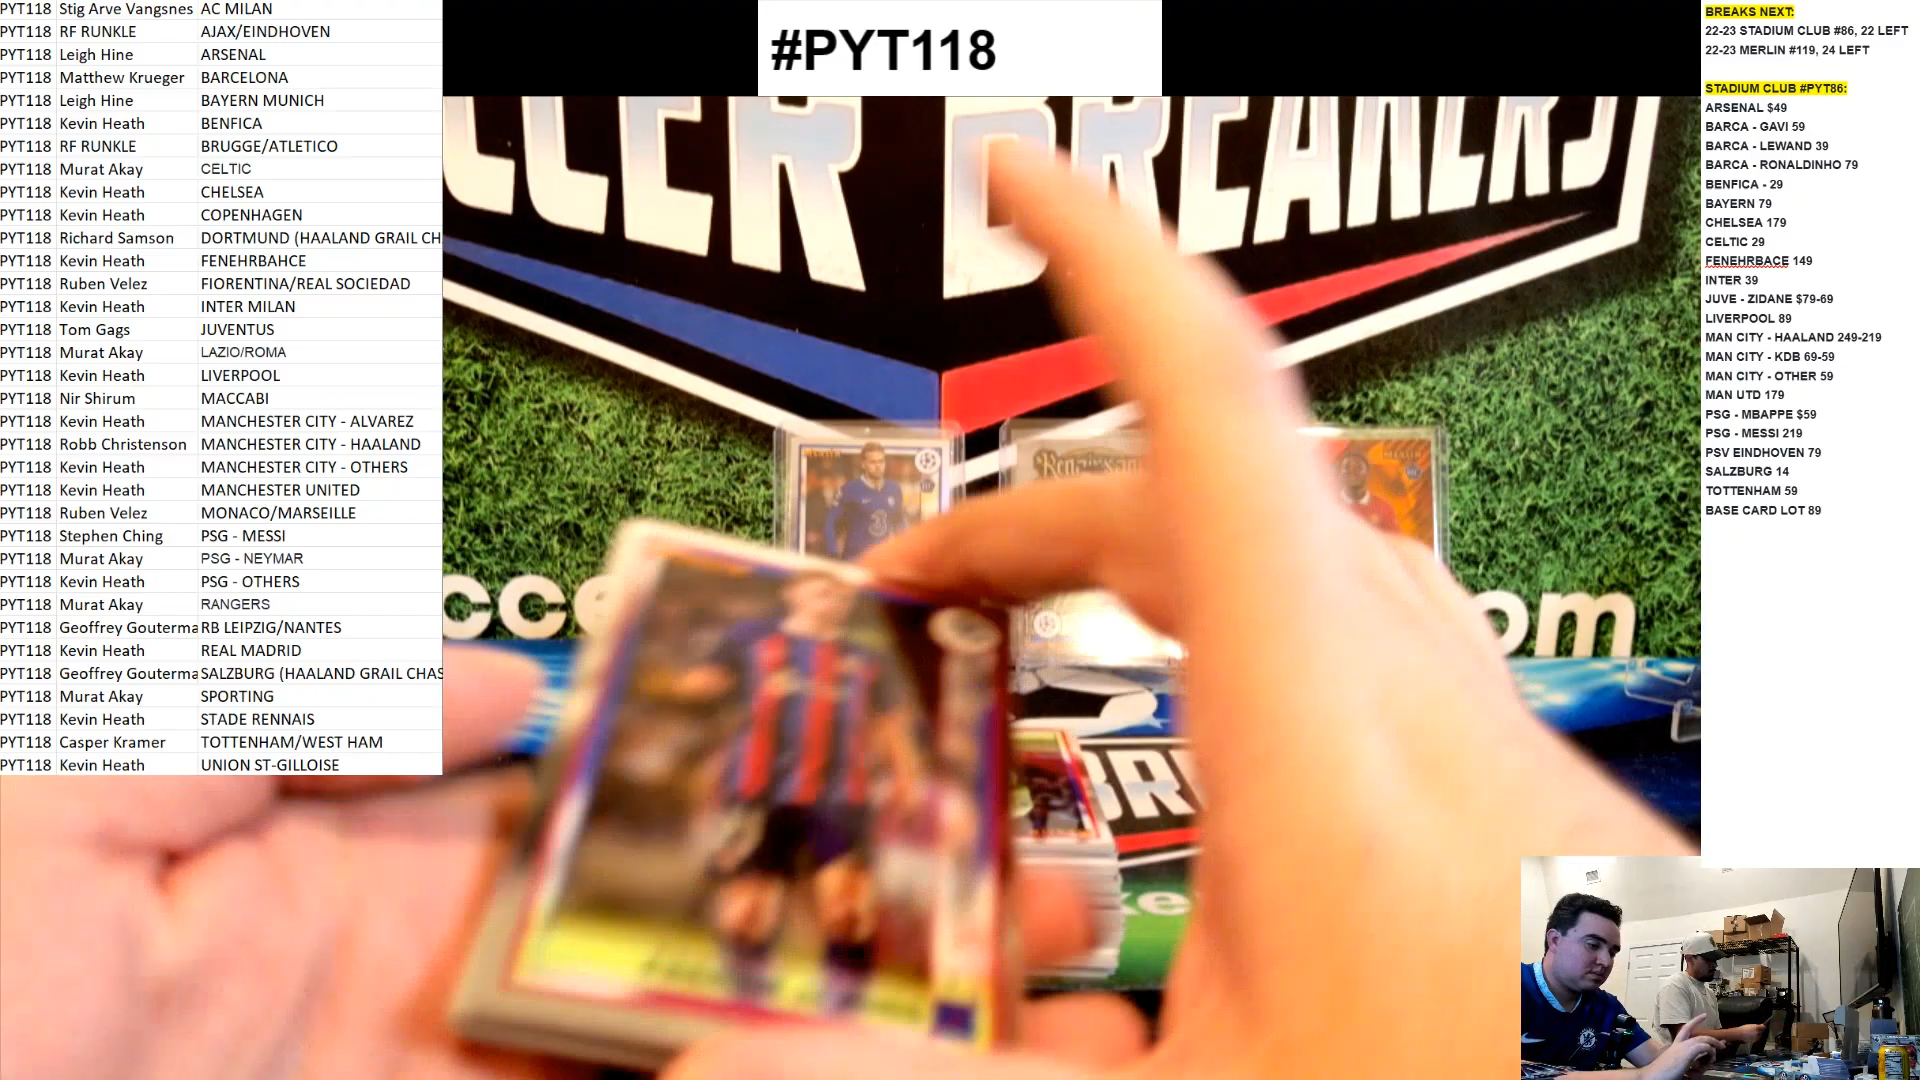 PYT118 Stig Arve Vangsnes AC MILAN
PYT118 RF RUNKLE AJAX/EINDHOVEN
PYT118 Leigh Hine ARSENAL
PYT118 Matthew Krueger BARCELONA
PYT118 Leigh Hine BAYERN MUNICH
PYT118 Kevin Heath BENFICA
PYT118 RF RUNKLE BRUGGE/ATLETICO
PYT118 Murat Akay CELTIC
PYT118 Kevin Heath CHELSEA
PYT118 Kevin Heath COPENHAGEN
PYT118 Richard Samson DORTMUND (HAALAND GRAIL CH
PYT118 Kevin Heath FENEHRBAHCE
PYT118 Ruben Velez FIORENTINA/REAL SOCIEDAD
PYT118 Kevin Heath INTER MILAN
PYT118 Tom Gags JUVENTUS
PYT118 Murat Akay LAZIO/ROMA
PYT118 Kevin Heath LIVERPOOL
PYT118 Nir Shirum MACCABI
PYT118 Kevin Heath MANCHESTER CITY - ALVAREZ
PYT118 Robb Christenson MANCHESTER CITY - HAALAND
PYT118 Kevin Heath MANCHESTER CITY - OTHERS
PYT118 Kevin Heath MANCHESTER UNITED
PYT118 Ruben Velez MONACO/MARSEILLE
PYT118 Stephen Ching PSG - MESSI
PYT118 Murat Akay PSG - NEYMAR
PYT118 Kevin Heath PSG - OTHERS
PYT118 Murat Akay RANGERS
PYT118 Geoffrey Gouterma RB LEIPZIG/NANTES
PYT118 Kevin Heath REAL MADRID
PYT118 Geoffrey Gouterma SALZBURG (HAALAND GRAIL CHAS
PYT118 Murat Akay SPORTING
PYT118 Kevin Heath STADE RENNAIS
PYT118 Casper Kramer TOTTENHAM/WEST HAM
PYT118 Kevin Heath UNION ST-GILLOISE
#PYT118
CCER BREAKERS
cce
om
BR
ke
BREAKS NEXT:
22-23 STADIUM CLUB #86, 22 LEFT
22-23 MERLIN #119, 24 LEFT
STADIUM CLUB #PYT86:
ARSENAL $49
BARCA - GAVI 59
BARCA - LEWAND 39
BARCA - RONALDINHO 79
BENFICA - 29
BAYERN 79
CHELSEA 179
CELTIC 29
FENEHRBACE 149
INTER 39
JUVE - ZIDANE $79-69
LIVERPOOL 89
MAN CITY - HAALAND 249-219
MAN CITY - KDB 69-59
MAN CITY - OTHER 59
MAN UTD 179
PSG - MBAPPE $59
PSG - MESSI 219
PSV EINDHOVEN 79
SALZBURG 14
TOTTENHAM 59
BASE CARD LOT 89